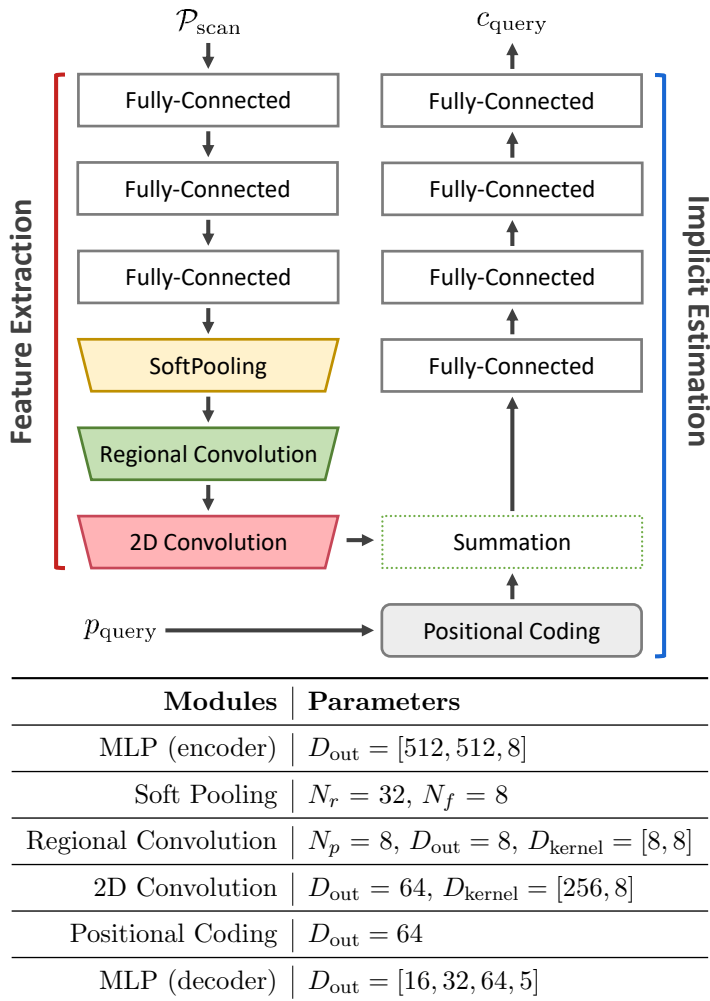 𝒫scan
cquery
Fully-Connected
Fully-Connected
Fully-Connected
Fully-Connected
Fully-Connected
Fully-Connected
Fully-Connected
SoftPooling
Fully-Connected
Regional Convolution
2D Convolution
Summation
pquery
Positional Coding
Feature Extraction
Implicit Estimation
Modules | Parameters
MLP (encoder) | Dout = [512, 512, 8]
Soft Pooling | Nr = 32, Nf = 8
Regional Convolution | Np = 8, Dout = 8, Dkernel = [8, 8]
2D Convolution | Dout = 64, Dkernel = [256, 8]
Positional Coding | Dout = 64
MLP (decoder) | Dout = [16, 32, 64, 5]